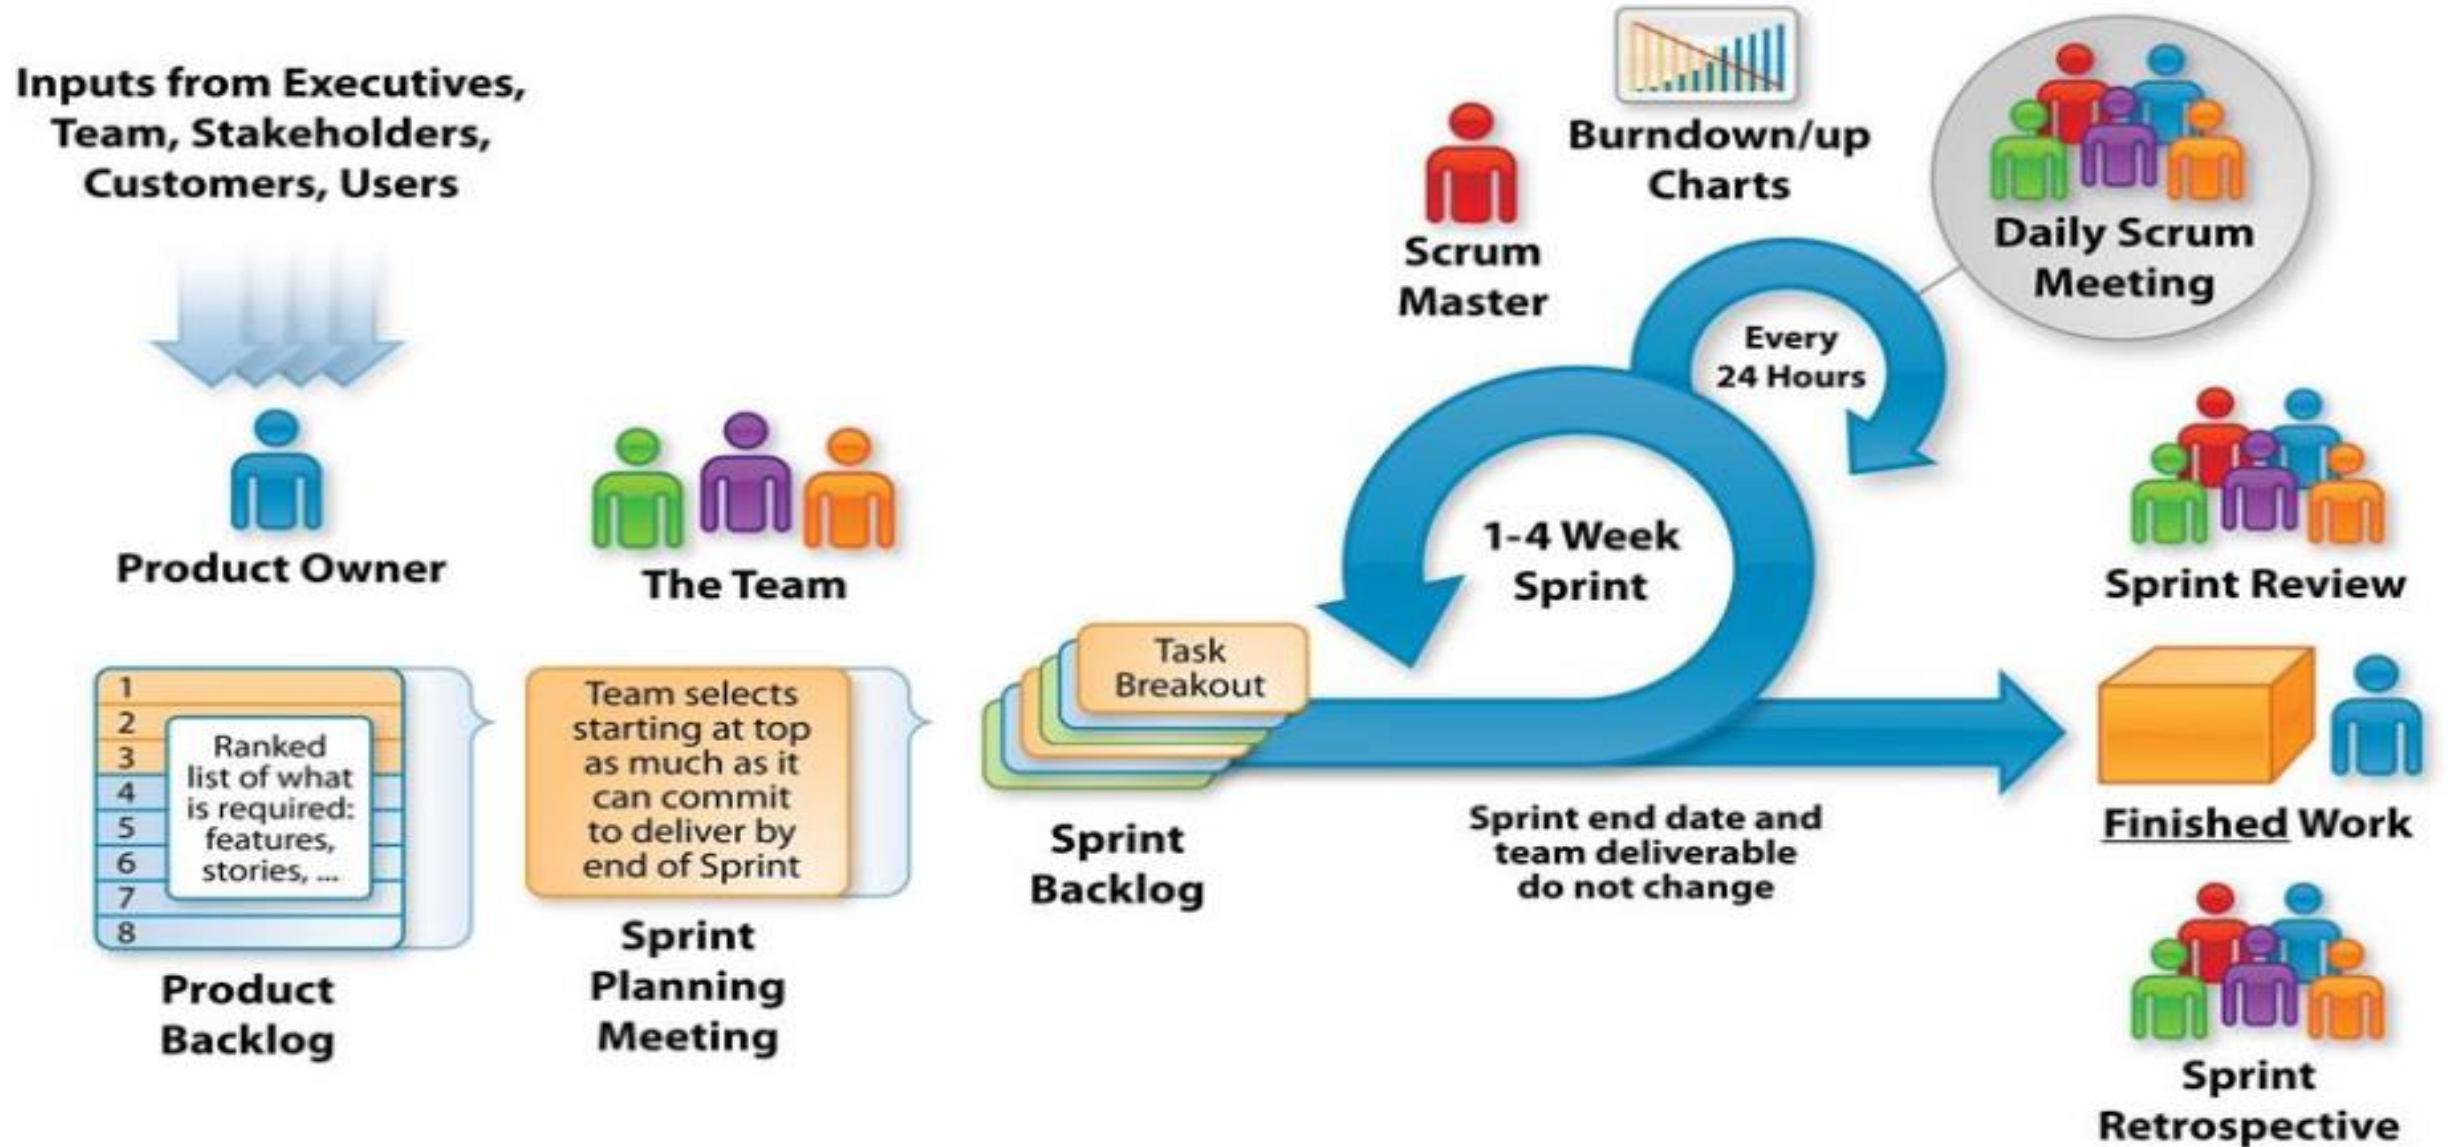 Inputs from Executives,
Team, Stakeholders,
Customers, Users
Product Owner
The Team
1
2
3
4
5
6
7
8
Ranked
list of what
is required:
features,
stories, ...
Product
Backlog
Team selects
starting at top
as much as it
can commit
to deliver by
end of Sprint
Sprint
Planning
Meeting
Task
Breakout
Sprint
Backlog
Scrum
Master
Burndown/up
Charts
Daily Scrum
Meeting
Every
24 Hours
1-4 Week
Sprint
Sprint end date and
team deliverable
do not change
Sprint Review
Finished Work
Sprint
Retrospective